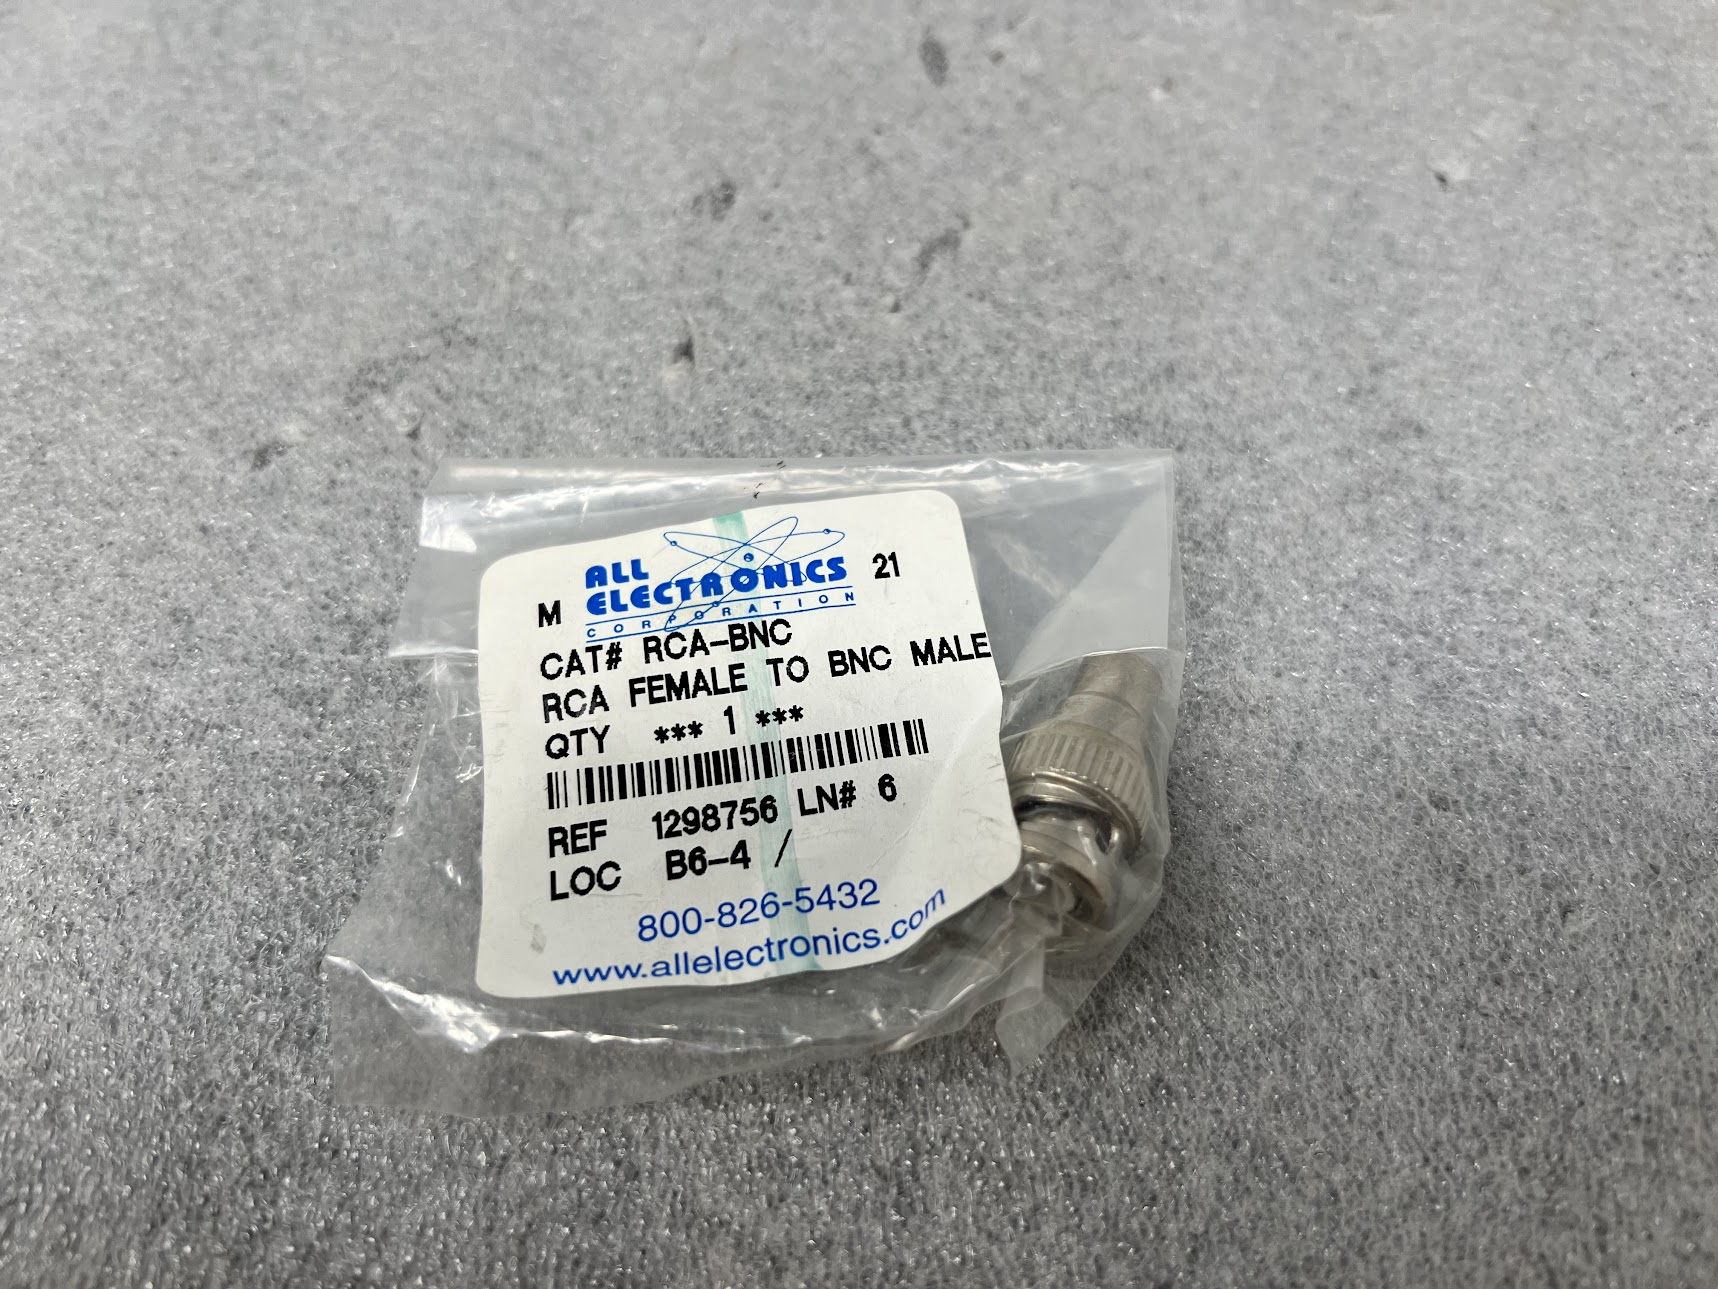 ALL
M ELECTRONICS 21
CORPORATION
CAT# RCA-BNC
RCA FEMALE TO BNC MALE
QTY *** 1 ***
REF 1298756 LN# 6
LOC B6-4 /
800-826-5432
www.allelectronics.com